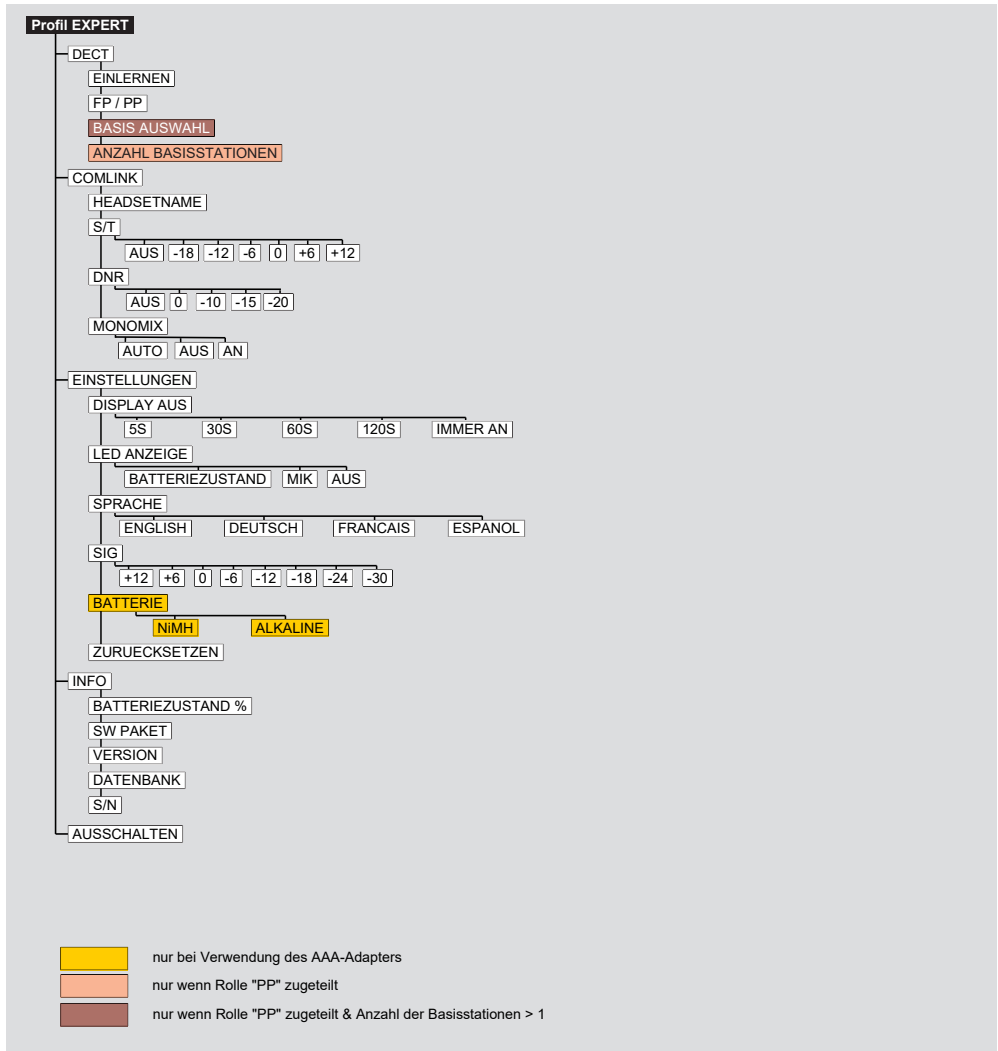 Profil EXPERT
DECT
EINLERNEN
FP / PP
BASIS AUSWAHL
ANZAHL BASISSTATIONEN
COMLINK
HEADSETNAME
S/T
AUS -18 -12 -6 0 +6 +12
DNR
AUS 0 -10 -15 -20
MONOMIX
AUTO AUS AN
EINSTELLUNGEN
DISPLAY AUS
5S 30S 60S 120S IMMER AN
LED ANZEIGE
BATTERIEZUSTAND MIK AUS
SPRACHE
ENGLISH DEUTSCH FRANCAIS ESPANOL
SIG
+12 +6 0 -6 -12 -18 -24 -30
BATTERIE
NiMH ALKALINE
ZURUECKSETZEN
INFO
BATTERIEZUSTAND %
SW PAKET
VERSION
DATENBANK
S/N
AUSSCHALTEN
nur bei Verwendung des AAA-Adapters
nur wenn Rolle "PP" zugeteilt
nur wenn Rolle "PP" zugeteilt & Anzahl der Basisstationen > 1